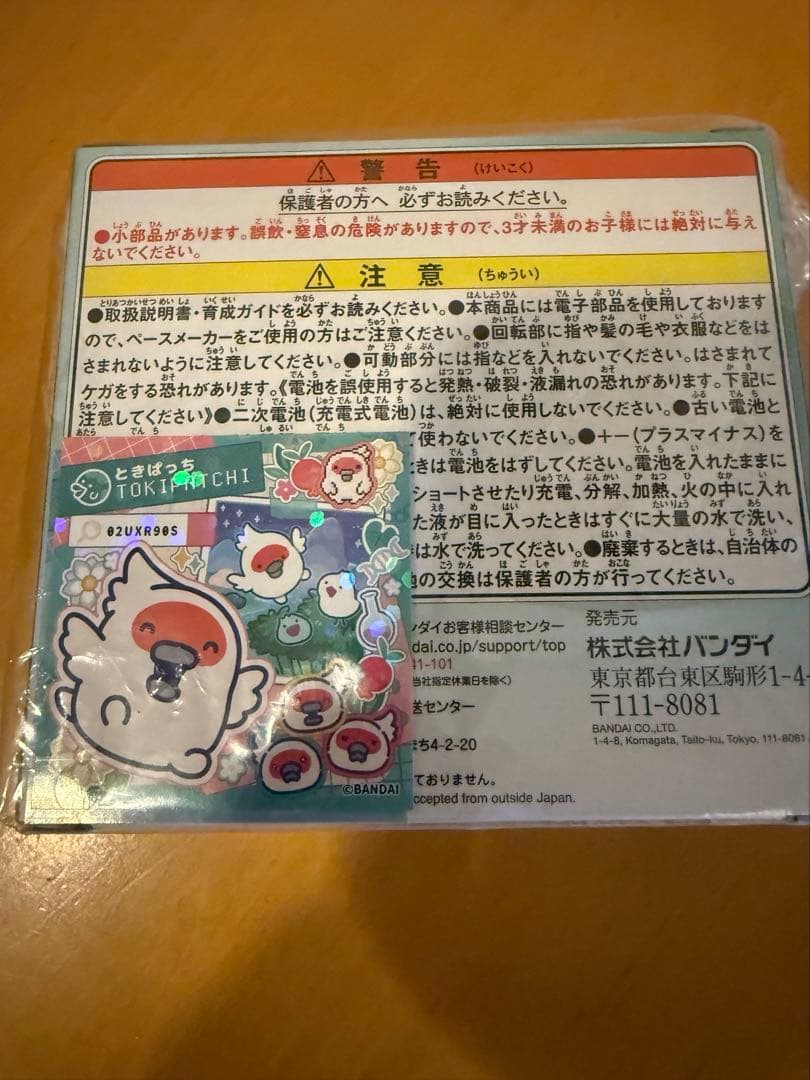 警告 (けいこく)
保護者の方へ 必ずお読みください。
●小部品があります。誤飲・窒息の危険がありますので、3才未満のお子様には絶対に与え
ないでください。
注意 (ちゅうい)
●取扱説明書・育成ガイドを必ずお読みください。●本商品には電子部品を使用しております
ので、ペースメーカーをご使用の方はご注意ください。●回転部に指や髪の毛や衣服などをは
さまれないように注意してください。●可動部分には指などを入れないでください。はさまれて
ケガをする恐れがあります。《電池を誤使用すると発熱・破裂・液漏れの恐れがあります。下記に
注意してください》●二次電池(充電式電池)は、絶対に使用しないでください。●古い電池と
て使わないでください。●+-(プラスマイナス)を
ときは電池をはずしてください。電池を入れたままに
ショートさせたり充電、分解、加熱、火の中に入れ
た液が目に入ったときはすぐに大量の水で洗い、
は水で洗ってください。●廃棄するときは、自治体の
池の交換は保護者の方が行ってください。
ときぱっち
TOKIPATCHI
02UXR90S
©BANDAI
ンダイお客様相談センター
dai.co.jp/support/top
41-101
当社指定休業日を除く)
送センター
まち4-2-20
ておりません。
ccepted from outside Japan.
発売元
株式会社バンダイ
東京都台東区駒形1-4-
〒111-8081
BANDAI CO.,LTD.
1-4-8, Komagata, Taito-ku, Tokyo, 111-8081